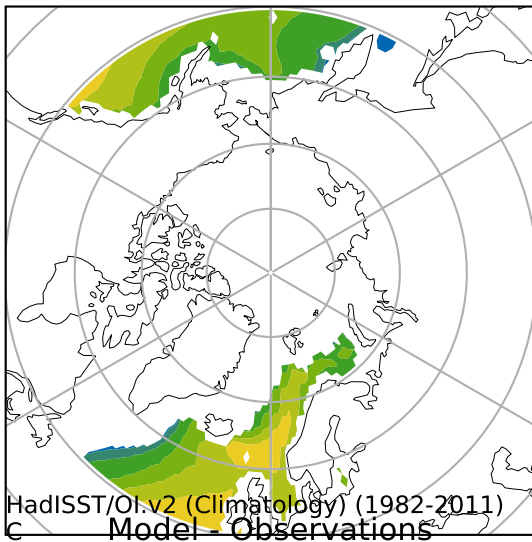 HadISST/OI.v2 (Climatology) (1982-2011)
C Model - Observations